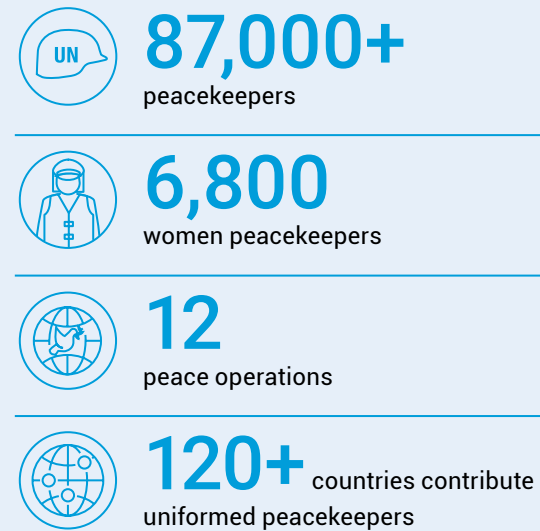 UN
87,000+
peacekeepers
6,800
women peacekeepers
12
peace operations
120+ countries contribute
uniformed peacekeepers